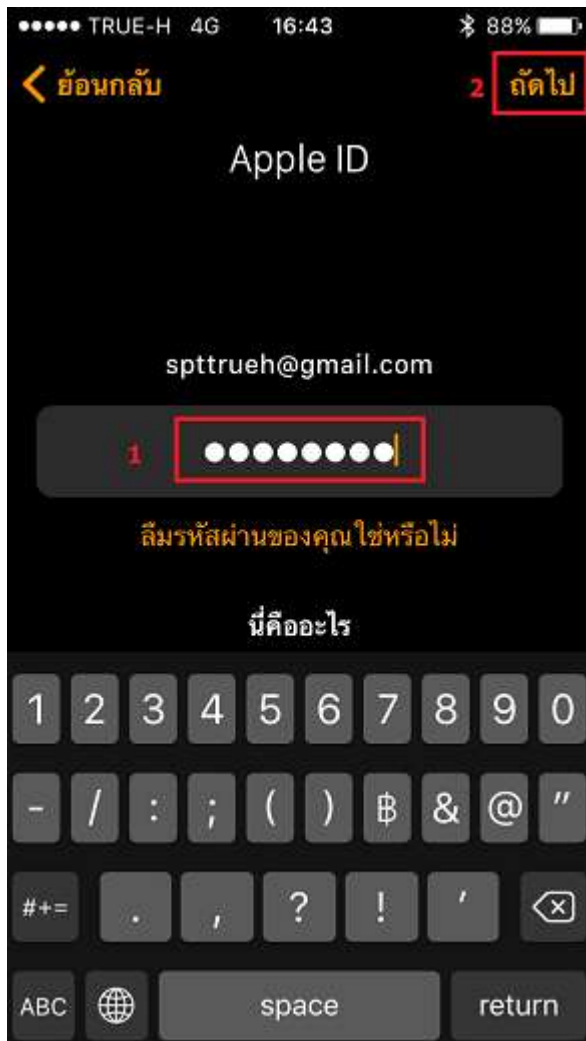 TRUE-H 4G 16:43 88%
ย้อนกลับ 2 ถัดไป
Apple ID
spttrueh@gmail.com
1 ●●●●●●●●
ลืมรหัสผ่านของคุณใช่หรือไม่
นี่คืออะไร
1 2 3 4 5 6 7 8 9 0
- / : ; ( ) ฿ & @ "
#+= . , ? ! '
ABC space return